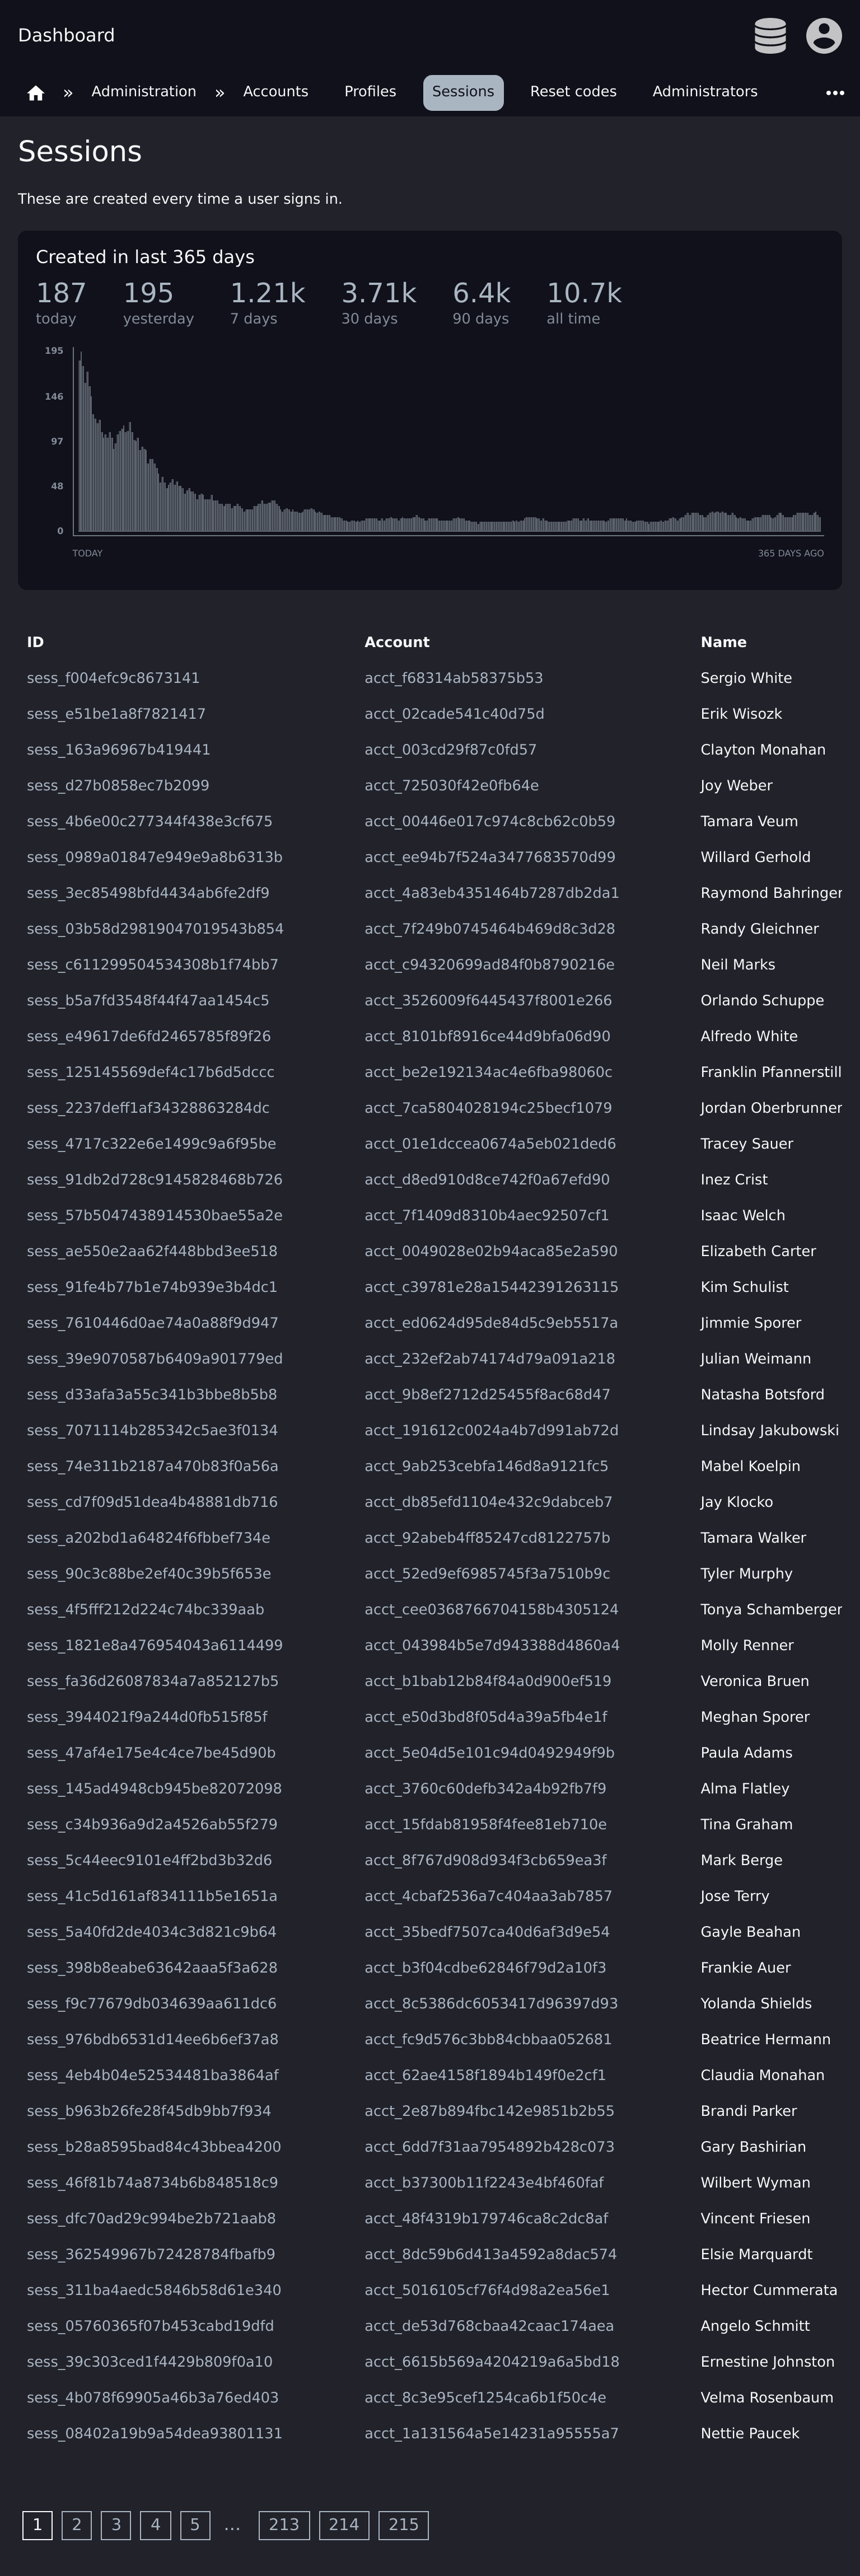 Dashboard
» Administration » Accounts Profiles Sessions Reset codes Administrators
Sessions
These are created every time a user signs in.
Created in last 365 days
187 195 1.21k 3.71k 6.4k 10.7k
today yesterday 7 days 30 days 90 days all time
195
146
97
48
0
TODAY 365 DAYS AGO
ID Account Name
sess_f004efc9c8673141 acct_f68314ab58375b53 Sergio White
sess_e51be1a8f7821417 acct_02cade541c40d75d Erik Wisozk
sess_163a96967b419441 acct_003cd29f87c0fd57 Clayton Monahan
sess_d27b0858ec7b2099 acct_725030f42e0fb64e Joy Weber
sess_4b6e00c277344f438e3cf675 acct_00446e017c974c8cb62c0b59 Tamara Veum
sess_0989a01847e949e9a8b6313b acct_ee94b7f524a3477683570d99 Willard Gerhold
sess_3ec85498bfd4434ab6fe2df9 acct_4a83eb4351464b7287db2da1 Raymond Bahringer
sess_03b58d29819047019543b854 acct_7f249b0745464b469d8c3d28 Randy Gleichner
sess_c611299504534308b1f74bb7 acct_c94320699ad84f0b8790216e Neil Marks
sess_b5a7fd3548f44f47aa1454c5 acct_3526009f6445437f8001e266 Orlando Schuppe
sess_e49617de6fd2465785f89f26 acct_8101bf8916ce44d9bfa06d90 Alfredo White
sess_125145569def4c17b6d5dccc acct_be2e192134ac4e6fba98060c Franklin Pfannerstill
sess_2237deff1af34328863284dc acct_7ca5804028194c25becf1079 Jordan Oberbrunner
sess_4717c322e6e1499c9a6f95be acct_01e1dccea0674a5eb021ded6 Tracey Sauer
sess_91db2d728c9145828468b726 acct_d8ed910d8ce742f0a67efd90 Inez Crist
sess_57b5047438914530bae55a2e acct_7f1409d8310b4aec92507cf1 Isaac Welch
sess_ae550e2aa62f448bbd3ee518 acct_0049028e02b94aca85e2a590 Elizabeth Carter
sess_91fe4b77b1e74b939e3b4dc1 acct_c39781e28a15442391263115 Kim Schulist
sess_7610446d0ae74a0a88f9d947 acct_ed0624d95de84d5c9eb5517a Jimmie Sporer
sess_39e9070587b6409a901779ed acct_232ef2ab74174d79a091a218 Julian Weimann
sess_d33afa3a55c341b3bbe8b5b8 acct_9b8ef2712d25455f8ac68d47 Natasha Botsford
sess_7071114b285342c5ae3f0134 acct_191612c0024a4b7d991ab72d Lindsay Jakubowski
sess_74e311b2187a470b83f0a56a acct_9ab253cebfa146d8a9121fc5 Mabel Koelpin
sess_cd7f09d51dea4b48881db716 acct_db85efd1104e432c9dabceb7 Jay Klocko
sess_a202bd1a64824f6fbbef734e acct_92abeb4ff85247cd8122757b Tamara Walker
sess_90c3c88be2ef40c39b5f653e acct_52ed9ef6985745f3a7510b9c Tyler Murphy
sess_4f5fff212d224c74bc339aab acct_cee0368766704158b4305124 Tonya Schamberger
sess_1821e8a476954043a6114499 acct_043984b5e7d943388d4860a4 Molly Renner
sess_fa36d26087834a7a852127b5 acct_b1bab12b84f84a0d900ef519 Veronica Bruen
sess_3944021f9a244d0fb515f85f acct_e50d3bd8f05d4a39a5fb4e1f Meghan Sporer
sess_47af4e175e4c4ce7be45d90b acct_5e04d5e101c94d0492949f9b Paula Adams
sess_145ad4948cb945be82072098 acct_3760c60defb342a4b92fb7f9 Alma Flatley
sess_c34b936a9d2a4526ab55f279 acct_15fdab81958f4fee81eb710e Tina Graham
sess_5c44eec9101e4ff2bd3b32d6 acct_8f767d908d934f3cb659ea3f Mark Berge
sess_41c5d161af834111b5e1651a acct_4cbaf2536a7c404aa3ab7857 Jose Terry
sess_5a40fd2de4034c3d821c9b64 acct_35bedf7507ca40d6af3d9e54 Gayle Beahan
sess_398b8eabe63642aaa5f3a628 acct_b3f04cdbe62846f79d2a10f3 Frankie Auer
sess_f9c77679db034639aa611dc6 acct_8c5386dc6053417d96397d93 Yolanda Shields
sess_976bdb6531d14ee6b6ef37a8 acct_fc9d576c3bb84cbbaa052681 Beatrice Hermann
sess_4eb4b04e52534481ba3864af acct_62ae4158f1894b149f0e2cf1 Claudia Monahan
sess_b963b26fe28f45db9bb7f934 acct_2e87b894fbc142e9851b2b55 Brandi Parker
sess_b28a8595bad84c43bbea4200 acct_6dd7f31aa7954892b428c073 Gary Bashirian
sess_46f81b74a8734b6b848518c9 acct_b37300b11f2243e4bf460faf Wilbert Wyman
sess_dfc70ad29c994be2b721aab8 acct_48f4319b179746ca8c2dc8af Vincent Friesen
sess_362549967b72428784fbafb9 acct_8dc59b6d413a4592a8dac574 Elsie Marquardt
sess_311ba4aedc5846b58d61e340 acct_5016105cf76f4d98a2ea56e1 Hector Cummerata
sess_05760365f07b453cabd19dfd acct_de53d768cbaa42caac174aea Angelo Schmitt
sess_39c303ced1f4429b809f0a10 acct_6615b569a4204219a6a5bd18 Ernestine Johnston
sess_4b078f69905a46b3a76ed403 acct_8c3e95cef1254ca6b1f50c4e Velma Rosenbaum
sess_08402a19b9a54dea93801131 acct_1a131564a5e14231a95555a7 Nettie Paucek
1 2 3 4 5 … 213 214 215